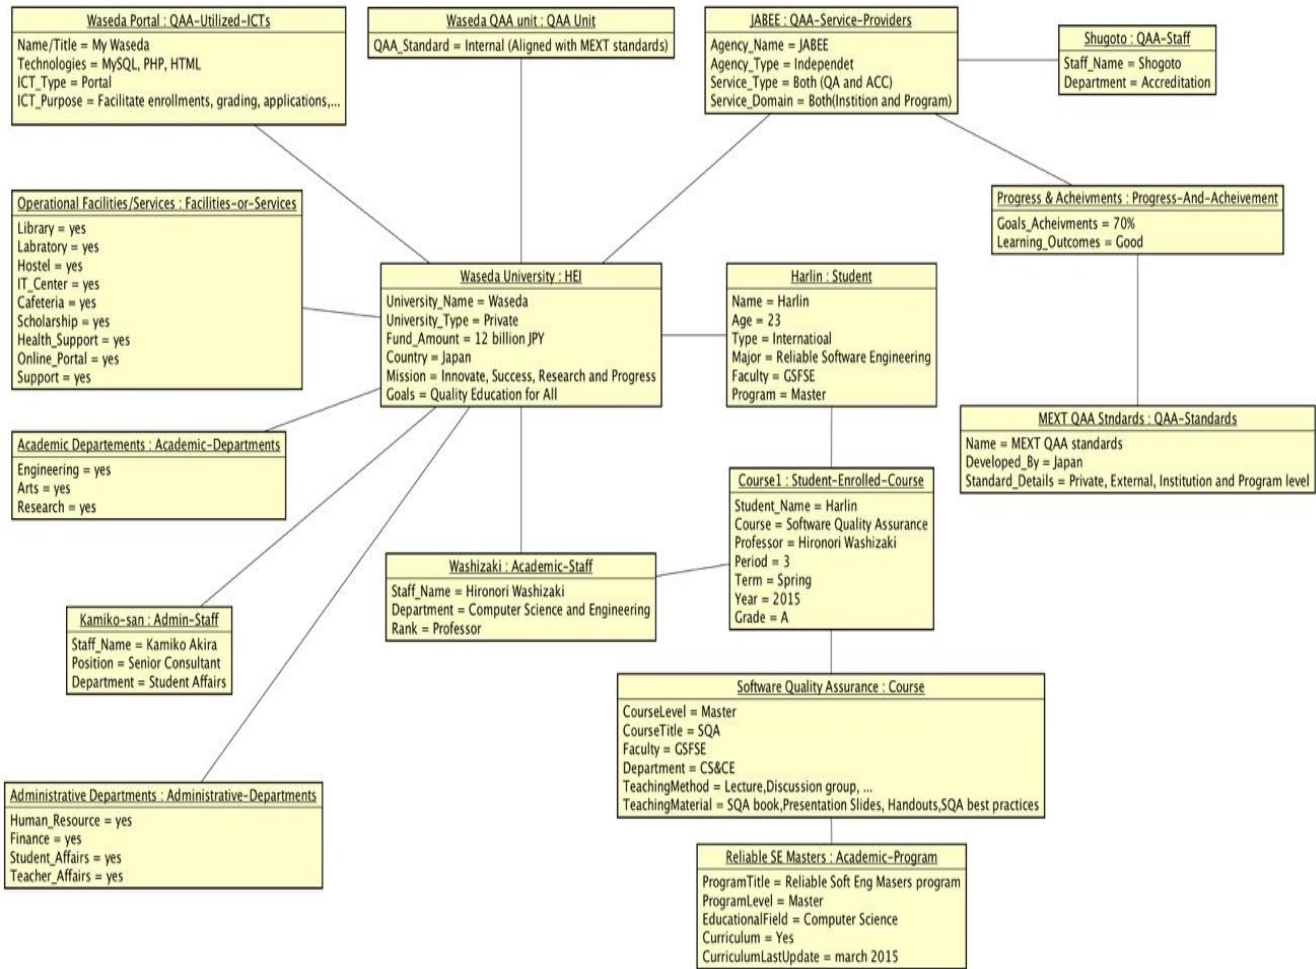 Waseda Portal : QAA-Utilized-ICTs
Name/Title = My Waseda
Technologies = MySQL, PHP, HTML
ICT_Type = Portal
ICT_Purpose = Facilitate enrollments, grading, applications,...
Waseda QAA unit : QAA Unit
QAA_Standard = Internal (Aligned with MEXT standards)
JABEE : QAA-Service-Providers
Agency_Name = JABEE
Agency_Type = Independet
Service_Type = Both (QA and ACC)
Service_Domain = Both(Instition and Program)
Shugoto : QAA-Staff
Staff_Name = Shogoto
Department = Accreditation
Operational Facilities/Services : Facilities-or-Services
Library = yes
Labratory = yes
Hostel = yes
IT_Center = yes
Cafeteria = yes
Scholarship = yes
Health_Support = yes
Online_Portal = yes
Support = yes
Progress & Acheivments : Progress-And-Acheivement
Goals_Acheivments = 70%
Learning_Outcomes = Good
Waseda University : HEI
University_Name = Waseda
University_Type = Private
Fund_Amount = 12 billion JPY
Country = Japan
Mission = Innovate, Success, Research and Progress
Goals = Quality Education for All
Harlin : Student
Name = Harlin
Age = 23
Type = Internatioal
Major = Reliable Software Engineering
Faculty = GSFSE
Program = Master
MEXT QAA Stndards : QAA-Standards
Name = MEXT QAA standards
Developed_By = Japan
Standard_Details = Private, External, Institution and Program level
Academic Departements : Academic-Departments
Engineering = yes
Arts = yes
Research = yes
Course1 : Student-Enrolled-Course
Student_Name = Harlin
Course = Software Quality Assurance
Professor = Hironori Washizaki
Period = 3
Term = Spring
Year = 2015
Grade = A
Washizaki : Academic-Staff
Staff_Name = Hironori Washizaki
Department = Computer Science and Engineering
Rank = Professor
Kamiko-san : Admin-Staff
Staff_Name = Kamiko Akira
Position = Senior Consultant
Department = Student Affairs
Software Quality Assurance : Course
CourseLevel = Master
CourseTitle = SQA
Faculty = GSFSE
Department = CS&CE
TeachingMethod = Lecture,Discussion group, ...
TeachingMaterial = SQA book,Presentation Slides, Handouts,SQA best practices
Administrative Departments : Administrative-Departments
Human_Resource = yes
Finance = yes
Student_Affairs = yes
Teacher_Affairs = yes
Reliable SE Masters : Academic-Program
ProgramTitle = Reliable Soft Eng Masers program
ProgramLevel = Master
EducationalField = Computer Science
Curriculum = Yes
CurriculumLastUpdate = march 2015